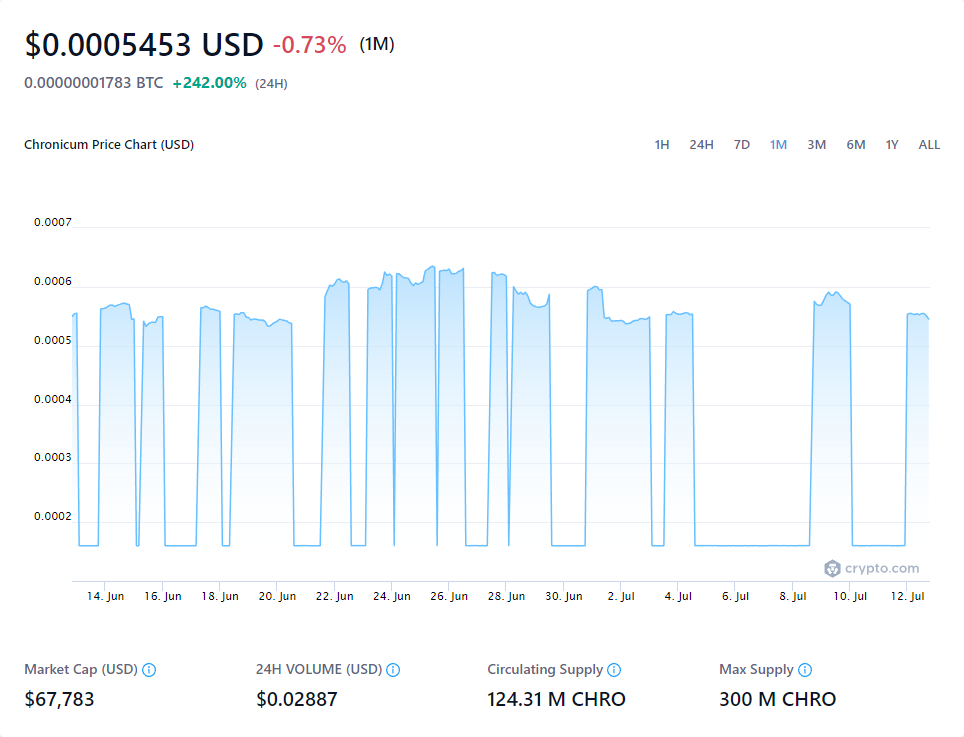 $0.0005453 USD -0.73% (1M)
0.00000001783 BTC +242.00% (24H)
Chronicum Price Chart (USD) 1H 24H 7D 1M 3M 6M 1Y ALL
0.0007
0.0006
0.0005
0.0004
0.0003
0.0002
crypto.com
14. Jun 16. Jun 18. Jun 20. Jun 22. Jun 24. Jun 26. Jun 28. Jun 30. Jun 2. Jul 4. Jul 6. Jul 8. Jul 10. Jul 12. Jul
Market Cap (USD) 24H VOLUME (USD) Circulating Supply Max Supply
$67,783 $0.02887 124.31 M CHRO 300 M CHRO